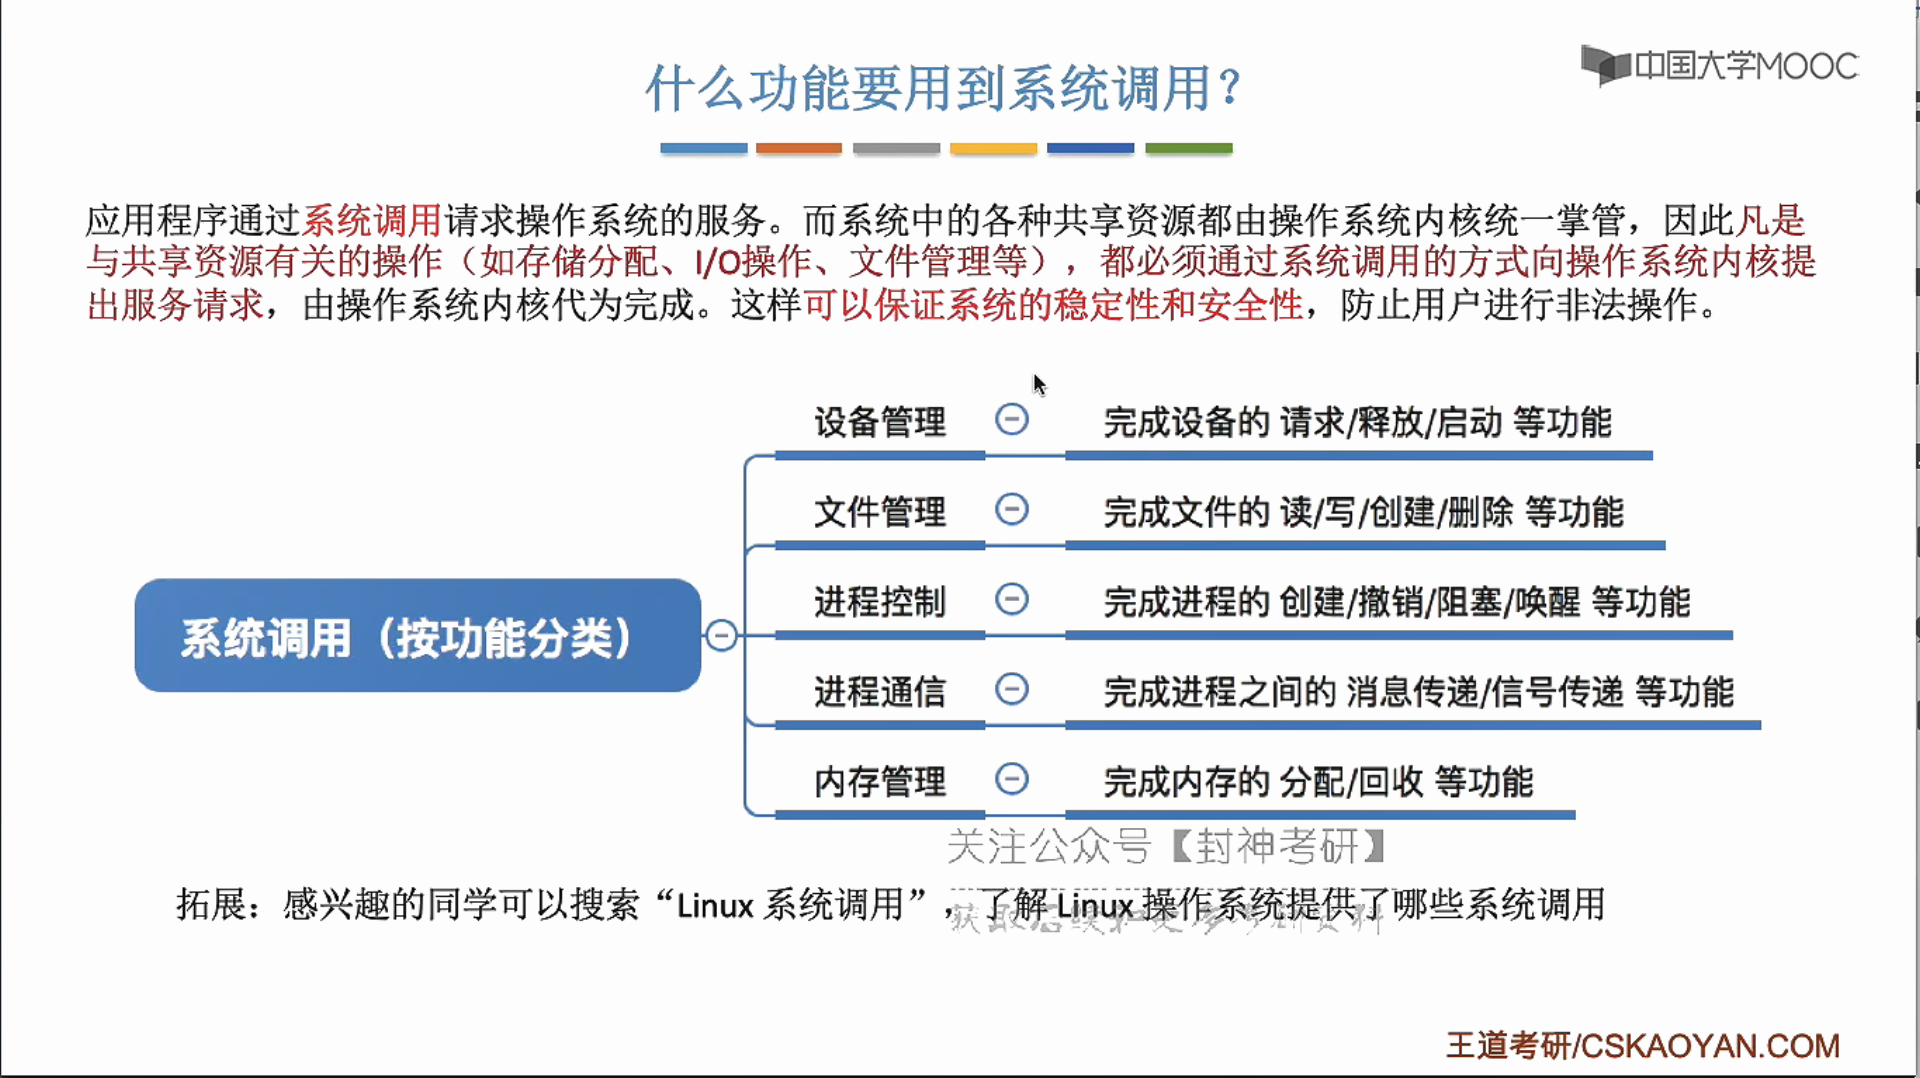 中国大学MOOC
什么功能要用到系统调用？
应用程序通过系统调用请求操作系统的服务。而系统中的各种共享资源都由操作系统内核统一掌管，因此凡是
与共享资源有关的操作（如存储分配、I/O操作、文件管理等），都必须通过系统调用的方式向操作系统内核提
出服务请求，由操作系统内核代为完成。这样可以保证系统的稳定性和安全性，防止用户进行非法操作。
设备管理 完成设备的 请求/释放/启动 等功能
文件管理 完成文件的 读/写/创建/删除 等功能
系统调用（按功能分类）
进程控制 完成进程的 创建/撤销/阻塞/唤醒 等功能
进程通信 完成进程之间的 消息传递/信号传递 等功能
内存管理 完成内存的 分配/回收 等功能
关注公众号【封神考研】
拓展：感兴趣的同学可以搜索“Linux 系统调用”，了解 Linux 操作系统提供了哪些系统调用
王道考研/CSKAOYAN.COM